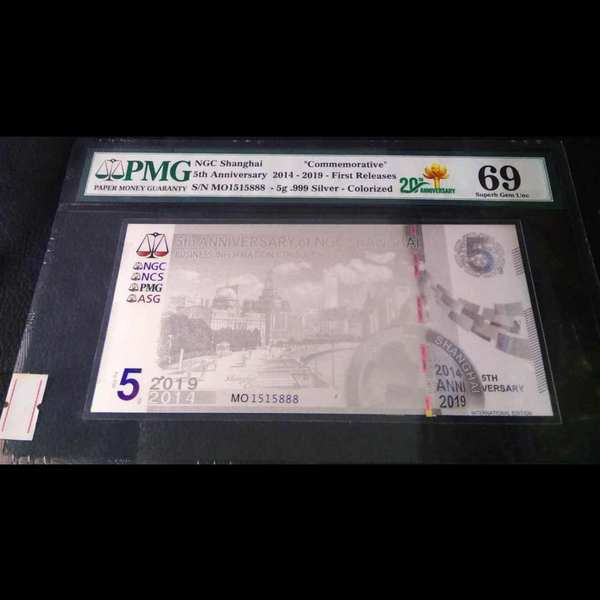 PMG
PAPER MONEY GUARANTY
NGC Shanghai "Commemorative"
5th Anniversary 2014 - 2019 - First Releases
S/N MO1515888 - 5g .999 Silver - Colorized
20th ANNIVERSARY
69
Superb Gem Unc
5th ANNIVERSARY of NGC SHANGHAI
5
NGC
NCS
PMG
ASG
SHANGHAI
5 2019
2014
MO1515888
2014 5TH
ANNIVERSARY
2019
INTERNATIONAL EDITION